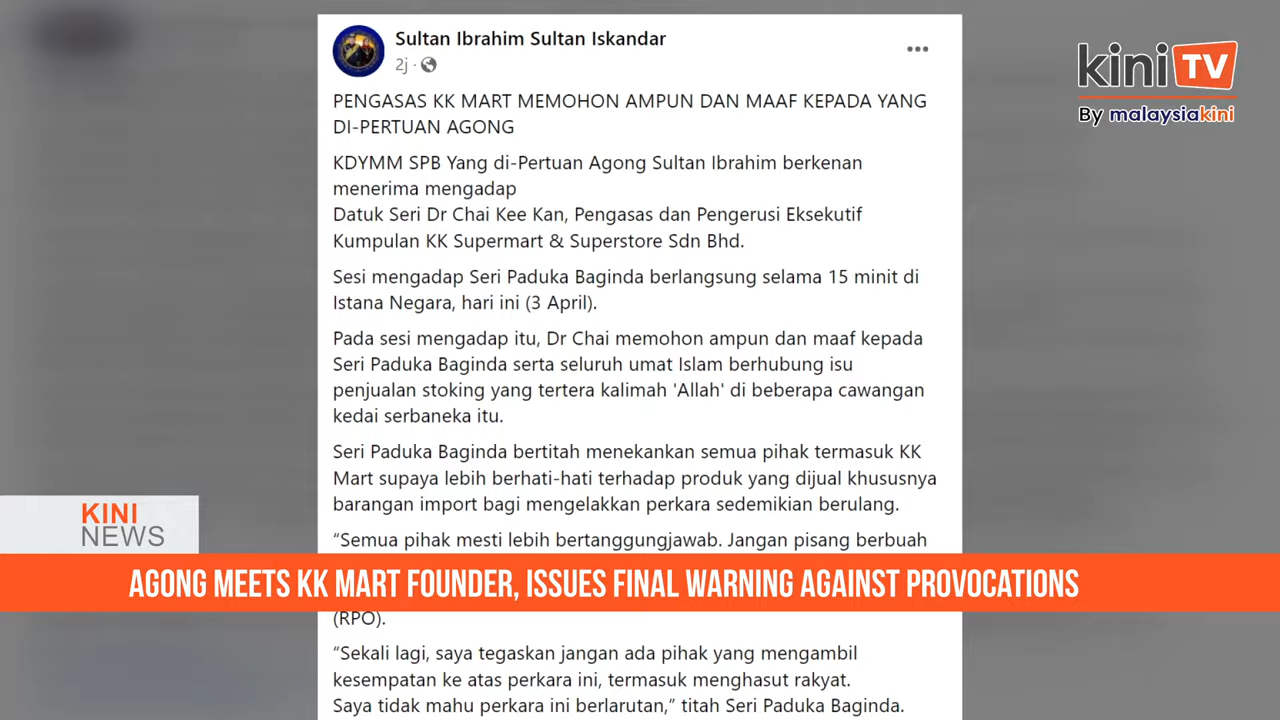 Sultan Ibrahim Sultan Iskandar
2j ·
kini TV
By malaysiakini
PENGASAS KK MART MEMOHON AMPUN DAN MAAF KEPADA YANG
DI-PERTUAN AGONG
KDYMM SPB Yang di-Pertuan Agong Sultan Ibrahim berkenan
menerima mengadap
Datuk Seri Dr Chai Kee Kan, Pengasas dan Pengerusi Eksekutif
Kumpulan KK Supermart & Superstore Sdn Bhd.
Sesi mengadap Seri Paduka Baginda berlangsung selama 15 minit di
Istana Negara, hari ini (3 April).
Pada sesi mengadap itu, Dr Chai memohon ampun dan maaf kepada
Seri Paduka Baginda serta seluruh umat Islam berhubung isu
penjualan stoking yang tertera kalimah 'Allah' di beberapa cawangan
kedai serbaneka itu.
Seri Paduka Baginda bertitah menekankan semua pihak termasuk KK
Mart supaya lebih berhati-hati terhadap produk yang dijual khususnya
barangan import bagi mengelakkan perkara sedemikian berulang.
“Semua pihak mesti lebih bertanggungjawab. Jangan pisang berbuah
KINI
NEWS
AGONG MEETS KK MART FOUNDER, ISSUES FINAL WARNING AGAINST PROVOCATIONS
(RPO).
“Sekali lagi, saya tegaskan jangan ada pihak yang mengambil
kesempatan ke atas perkara ini, termasuk menghasut rakyat.
Saya tidak mahu perkara ini berlarutan,” titah Seri Paduka Baginda.